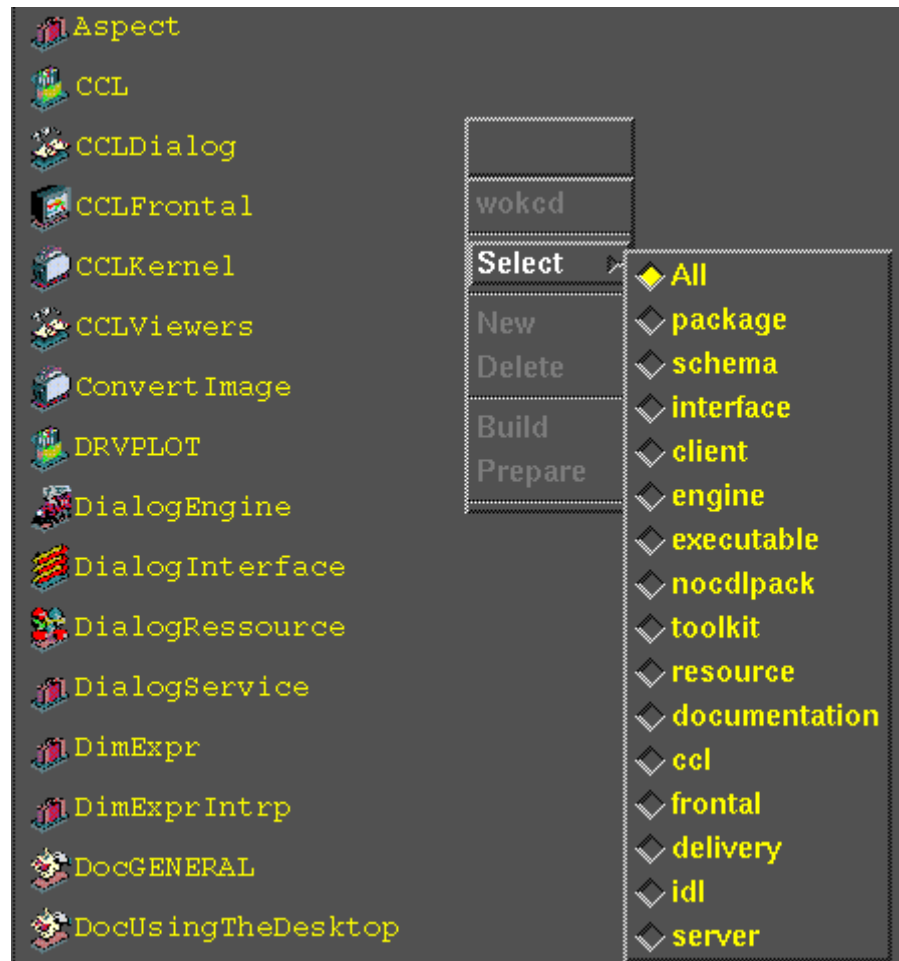 Aspect
CCL
CCLDialog
CCLFrontal
CCLKernel
CCLViewers
ConvertImage
DRVPLOT
DialogEngine
DialogInterface
DialogRessource
DialogService
DimExpr
DimExprIntrp
DocGENERAL
DocUsingTheDesktop
wokcd
Select
New
Delete
Build
Prepare
All
package
schema
interface
client
engine
executable
nocdlpack
toolkit
resource
documentation
ccl
frontal
delivery
idl
server